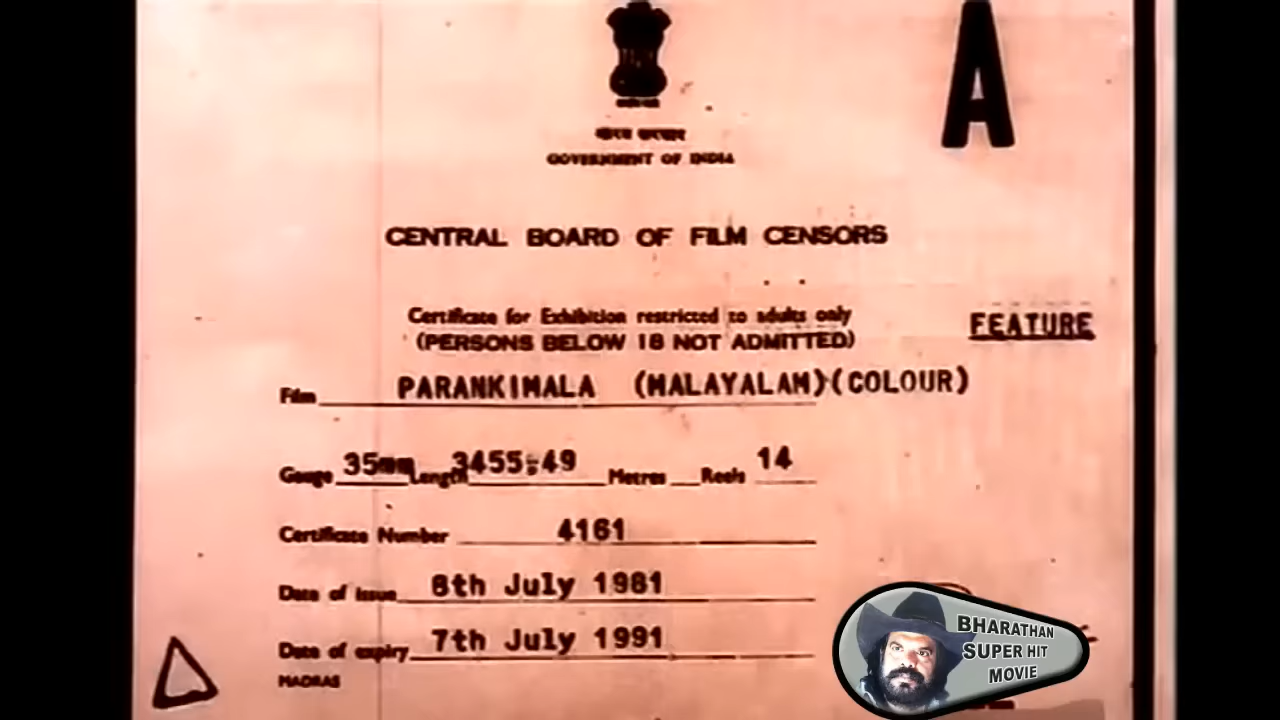 A
भारत सरकार
GOVERNMENT OF INDIA
CENTRAL BOARD OF FILM CENSORS
Certificate for Exhibition restricted to adults only
(PERSONS BELOW 18 NOT ADMITTED)
FEATURE
Film PARANKIMALA (MALAYALAM)(COLOUR)
Gauge 35mm Length 3455.49 Metres Reels 14
Certificate Number 4161
Date of Issue 8th July 1981
Date of expiry 7th July 1991
MADRAS
BHARATHAN
SUPER HIT
MOVIE